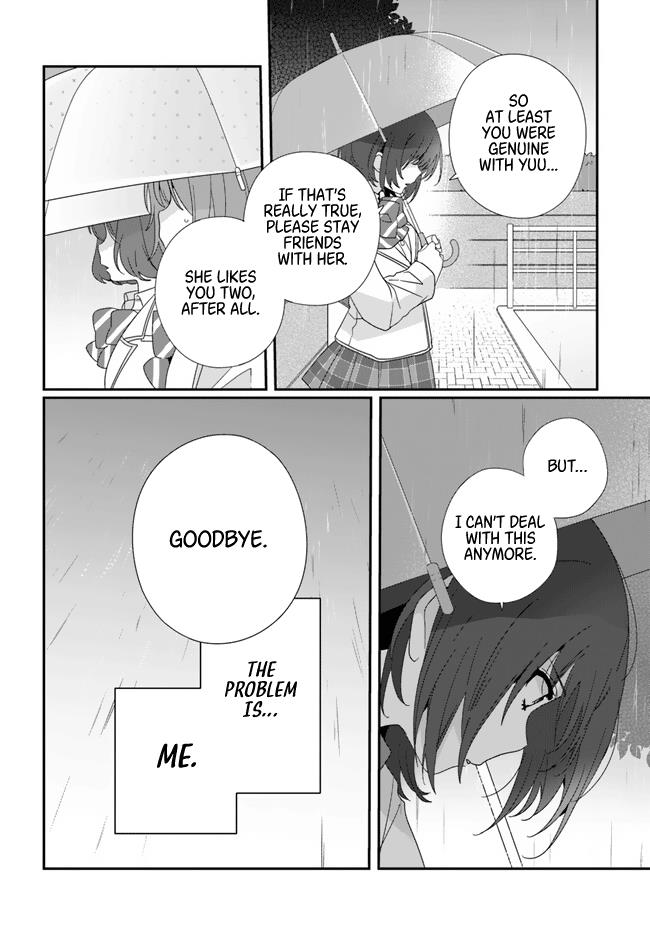 SO
AT LEAST
YOU WERE
GENUINE
WITH YUU...
IF THAT'S
REALLY TRUE,
PLEASE STAY
FRIENDS
WITH HER.
SHE LIKES
YOU TWO,
AFTER ALL.
BUT...
I CAN'T DEAL
WITH THIS
ANYMORE.
GOODBYE.
THE
PROBLEM
IS...
ME.